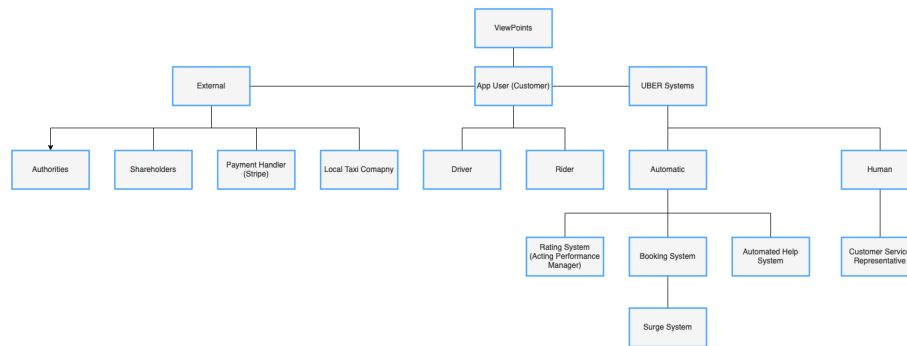 ViewPoints
External
App User (Customer)
UBER Systems
Authorities
Shareholders
Payment Handler
(Stripe)
Local Taxi Comapny
Driver
Rider
Automatic
Human
Rating System
(Acting Performance
Manager)
Booking System
Automated Help
System
Customer Service
Representative
Surge System